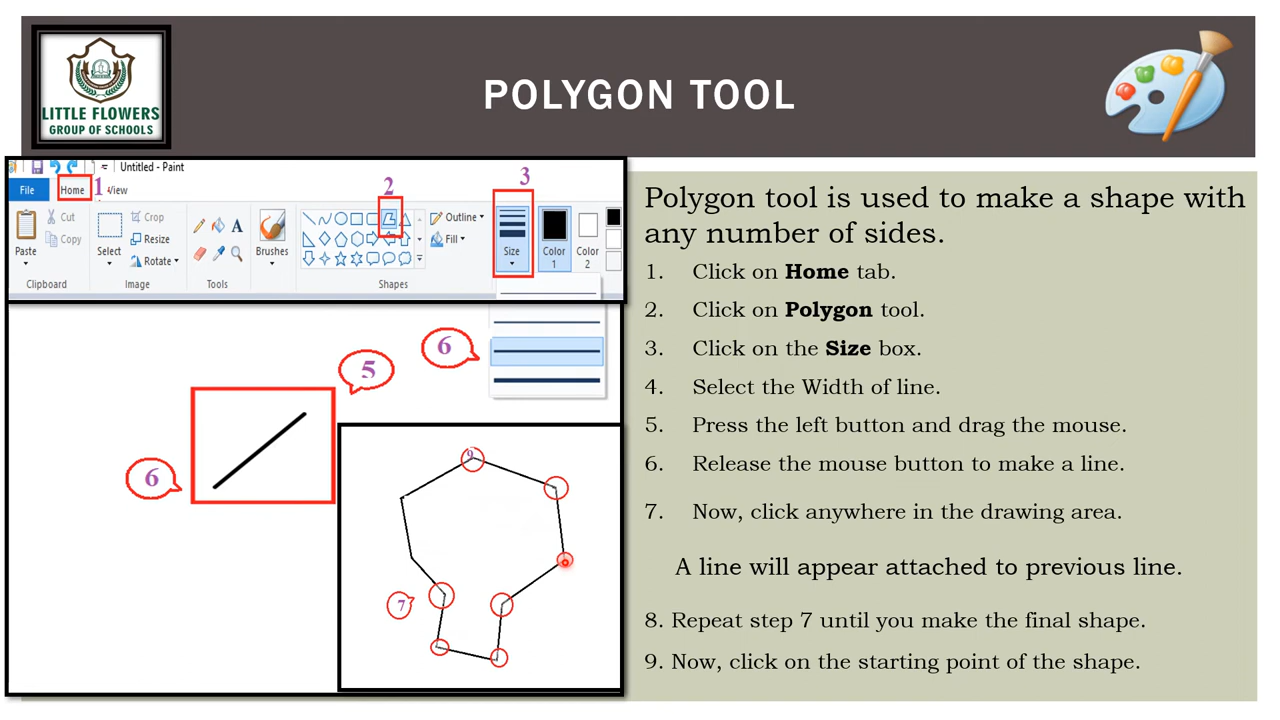 LITTLE FLOWERS
GROUP OF SCHOOLS
POLYGON TOOL
Untitled - Paint
File
Home
1
View
2
3
Cut
Copy
Paste
Clipboard
Crop
Resize
Rotate
Select
Image
A
Tools
Brushes
Outline
Fill
Shapes
Size
Color
1
Color
2
6
5
6
9
7
Polygon tool is used to make a shape with
any number of sides.
1. Click on Home tab.
2. Click on Polygon tool.
3. Click on the Size box.
4. Select the Width of line.
5. Press the left button and drag the mouse.
6. Release the mouse button to make a line.
7. Now, click anywhere in the drawing area.
A line will appear attached to previous line.
8. Repeat step 7 until you make the final shape.
9. Now, click on the starting point of the shape.